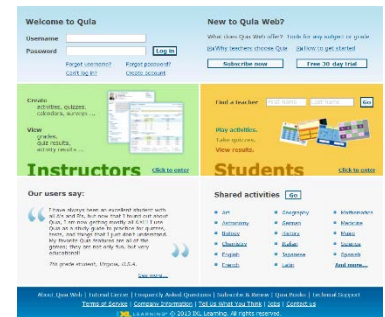 Welcome to Quia
Username
Password
Log in
Forgot username?
Forgot password?
Can't log in?
Create account
New to Quia Web?
What does Quia Web offer? Tools for any subject or grade
Why teachers choose Quia
How to get started
Subscribe now
Free 30 day trial
Create
activities, quizzes,
calendars, surveys ...
View
grades,
quiz results,
activity results ...
Instructors
Click to enter
Find a teacher
First Name
Last Name
Go
Play activities.
Take quizzes.
View results.
Students
Click to enter
Our users say:
I have always been an excellent student with
all As and Bs, but now that I found out about
Quia, I am now getting mostly all As!! I use
Quia as a study guide to practice for quizzes,
tests, and things that I just don't understand.
My favorite Quia features are all of the
games; they are not only fun, but very
educational!
7th grade student, Virginia, U.S.A.
See more...
Shared activities
Go
Art
Astronomy
Biology
Chemistry
English
French
Geography
German
History
Italian
Japanese
Latin
Mathematics
Medicine
Music
Science
Spanish
And more...
About Quia Web | Tutorial Center | Frequently Asked Questions | Subscribe & Renew | Quia Books | Technical Support
Terms of Service | Company Information | Tell Us What You Think | Jobs | Contact us
IXL LEARNING © 2013 IXL Learning. All rights reserved.